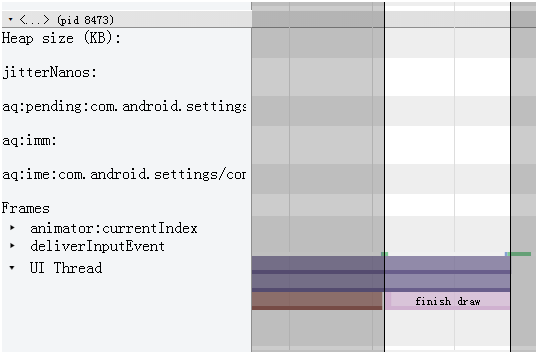 <...> (pid 8473)
Heap size (KB):
jitterNanos:
aq:pending:com.android.settings
aq:imm:
aq:ime:com.android.settings/com
Frames
animator:currentIndex
deliverInputEvent
UI Thread
finish draw